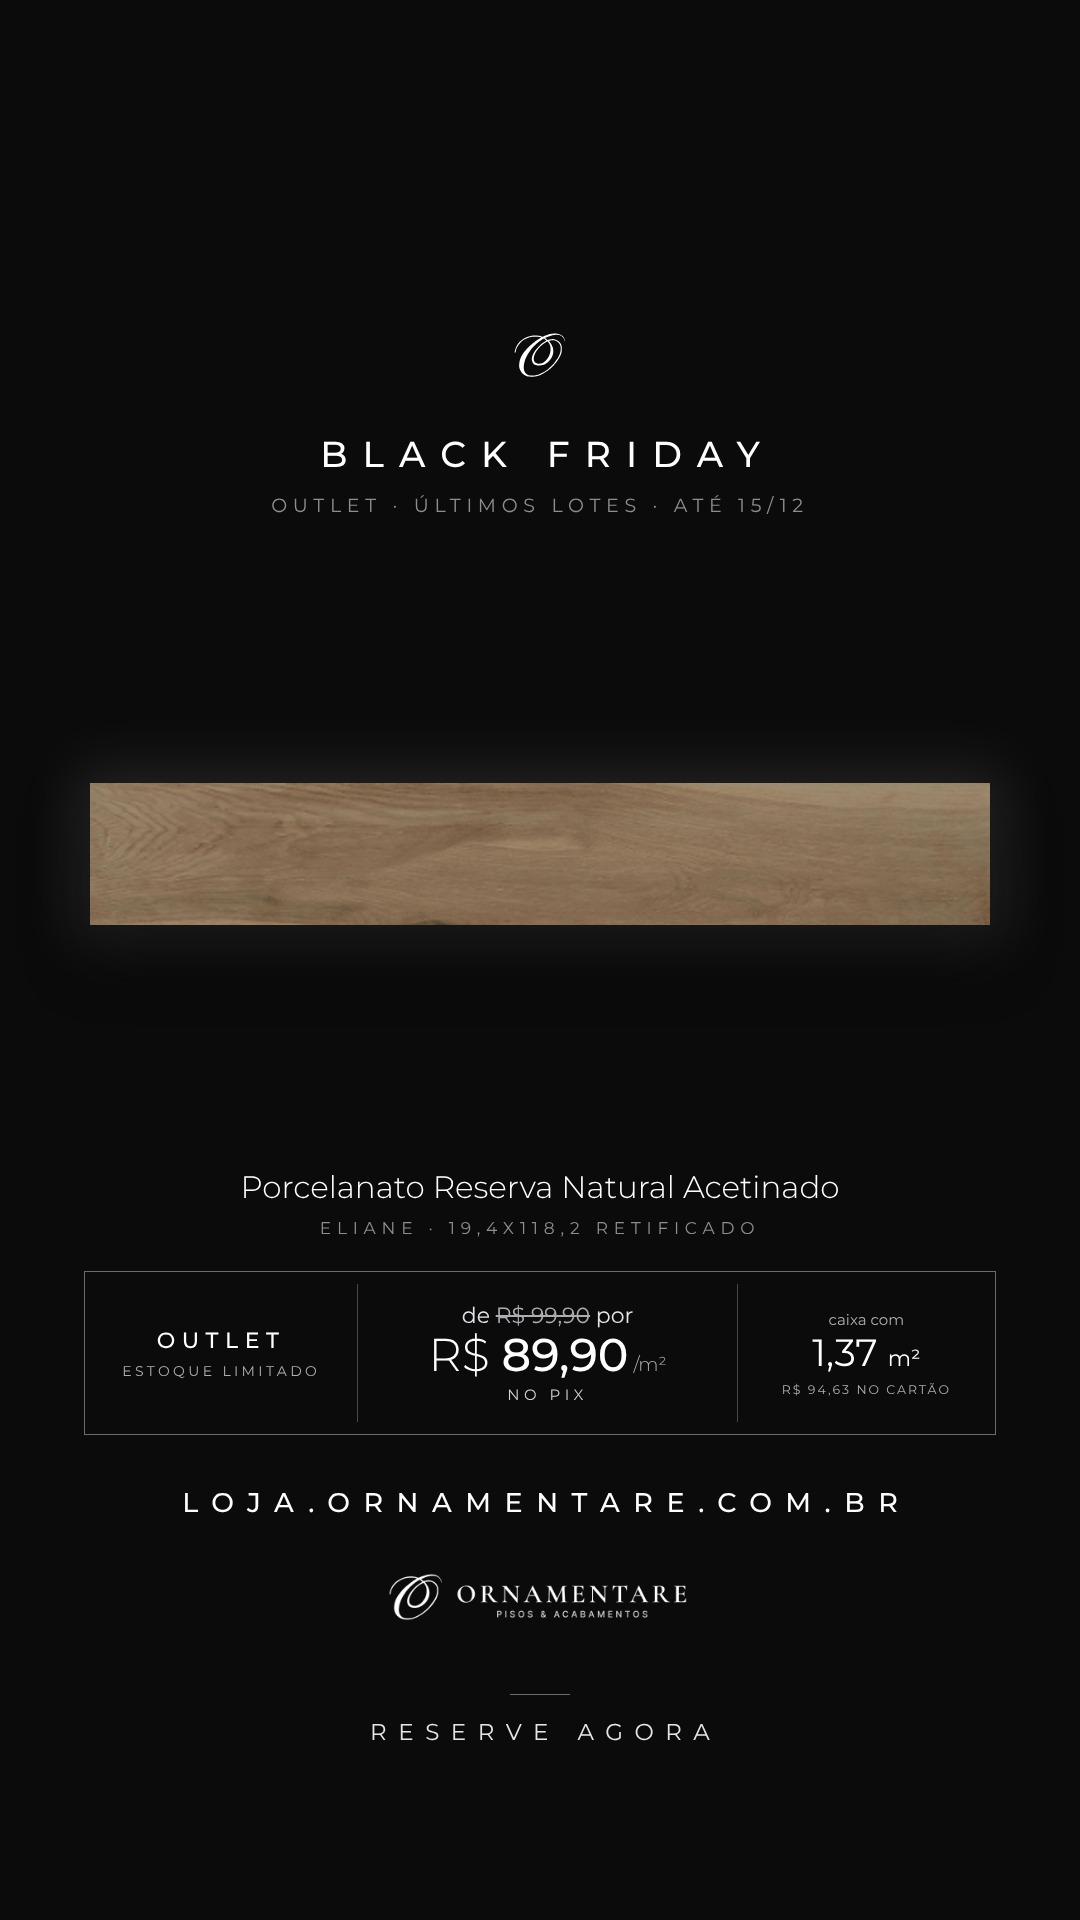 O
BLACK FRIDAY
OUTLET · ÚLTIMOS LOTES · ATÉ 15/12
Porcelanato Reserva Natural Acetinado
ELIANE · 19,4X118,2 RETIFICADO
OUTLET
ESTOQUE LIMITADO
de R$ 99,90 por
R$ 89,90 /m²
NO PIX
caixa com
1,37 m²
R$ 94,63 NO CARTÃO
LOJA.ORNAMENTARE.COM.BR
O ORNAMENTARE
PISOS & ACABAMENTOS
RESERVE AGORA